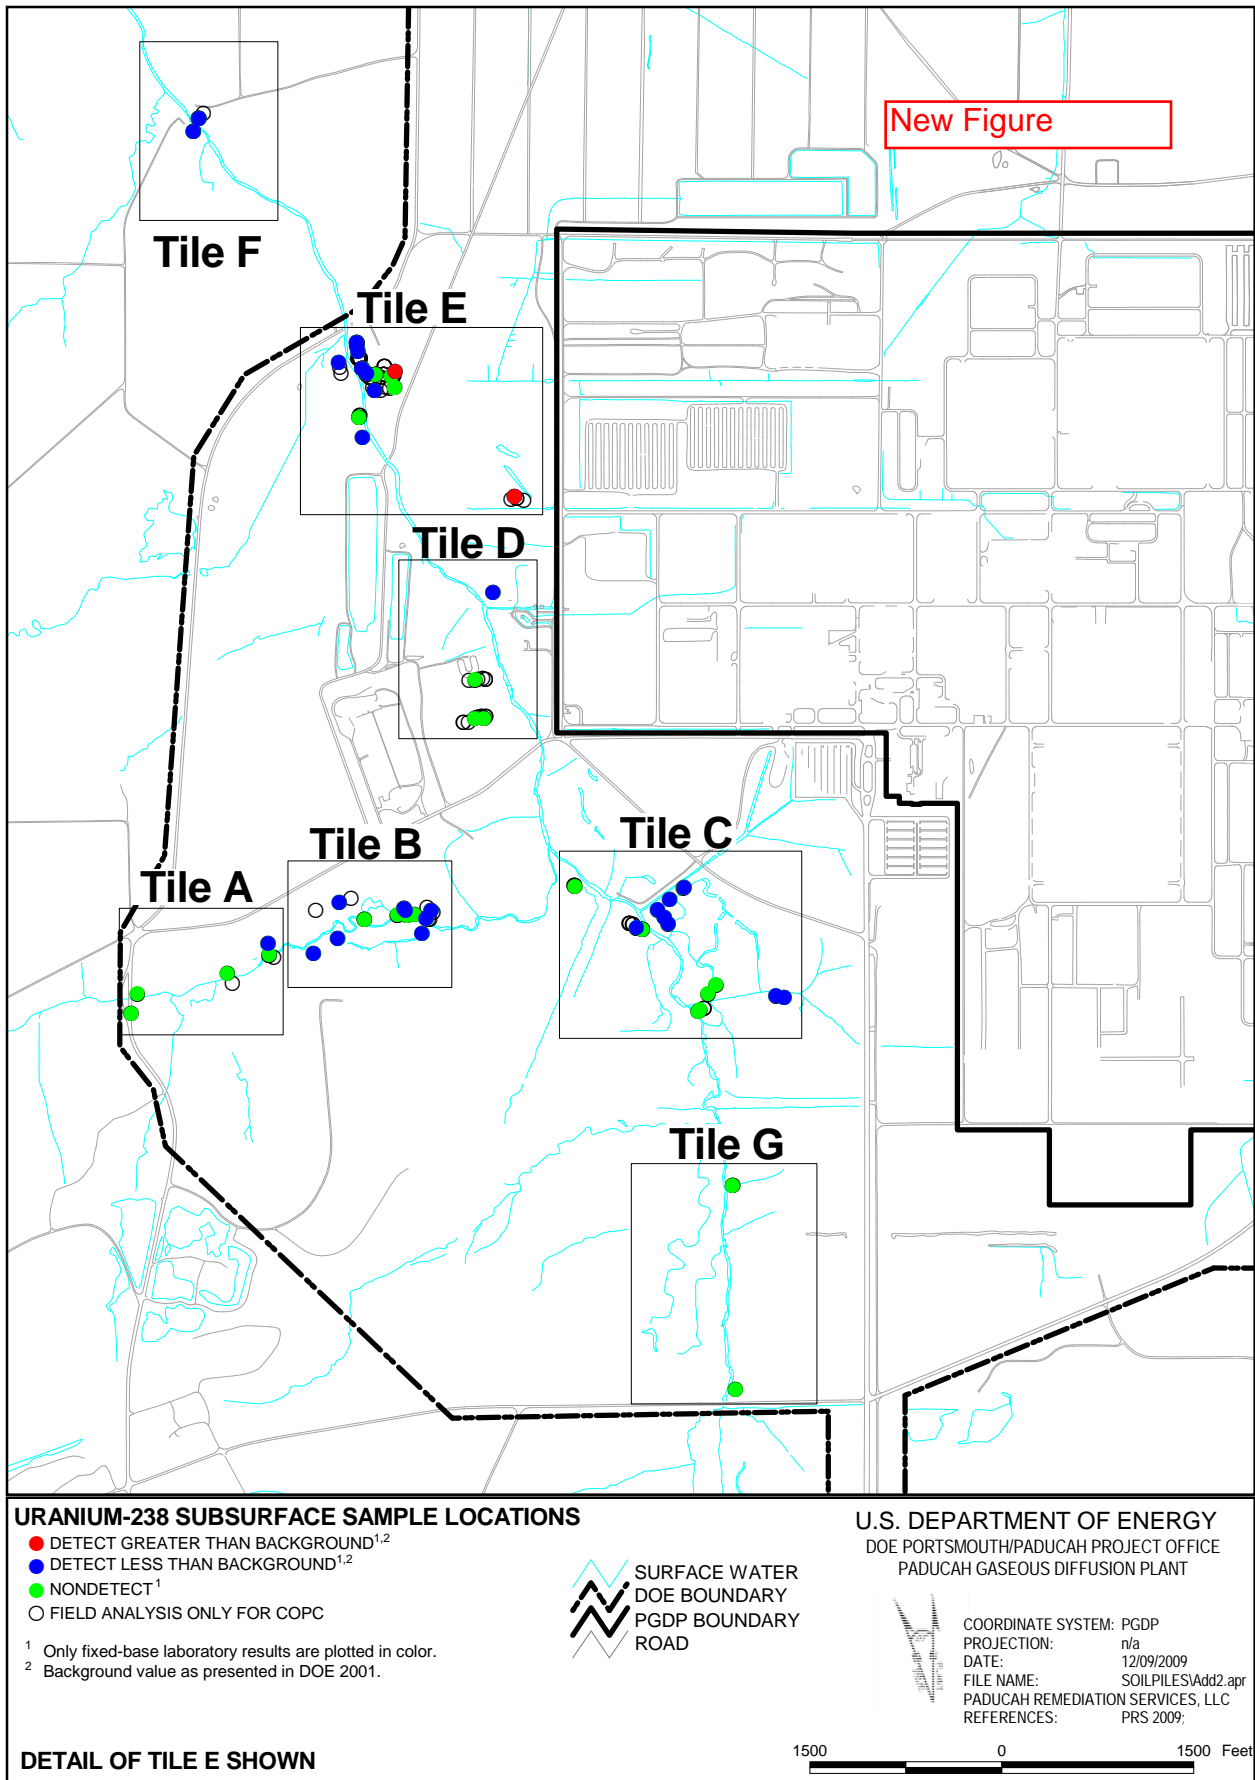 New Figure
Tile F
Tile E
Tile D
Tile C
Tile B
Tile A
Tile G
URANIUM-238 SUBSURFACE SAMPLE LOCATIONS
DETECT GREATER THAN BACKGROUND1,2
DETECT LESS THAN BACKGROUND1,2
NONDETECT1
FIELD ANALYSIS ONLY FOR COPC
1 Only fixed-base laboratory results are plotted in color.
2 Background value as presented in DOE 2001.
DETAIL OF TILE E SHOWN
SURFACE WATER
DOE BOUNDARY
PGDP BOUNDARY
ROAD
U.S. DEPARTMENT OF ENERGY
DOE PORTSMOUTH/PADUCAH PROJECT OFFICE
PADUCAH GASEOUS DIFFUSION PLANT
COORDINATE SYSTEM: PGDP
PROJECTION: n/a
DATE: 12/09/2009
FILE NAME: SOILPILES\Add2.apr
PADUCAH REMEDIATION SERVICES, LLC
REFERENCES: PRS 2009;
1500 0 1500 Feet